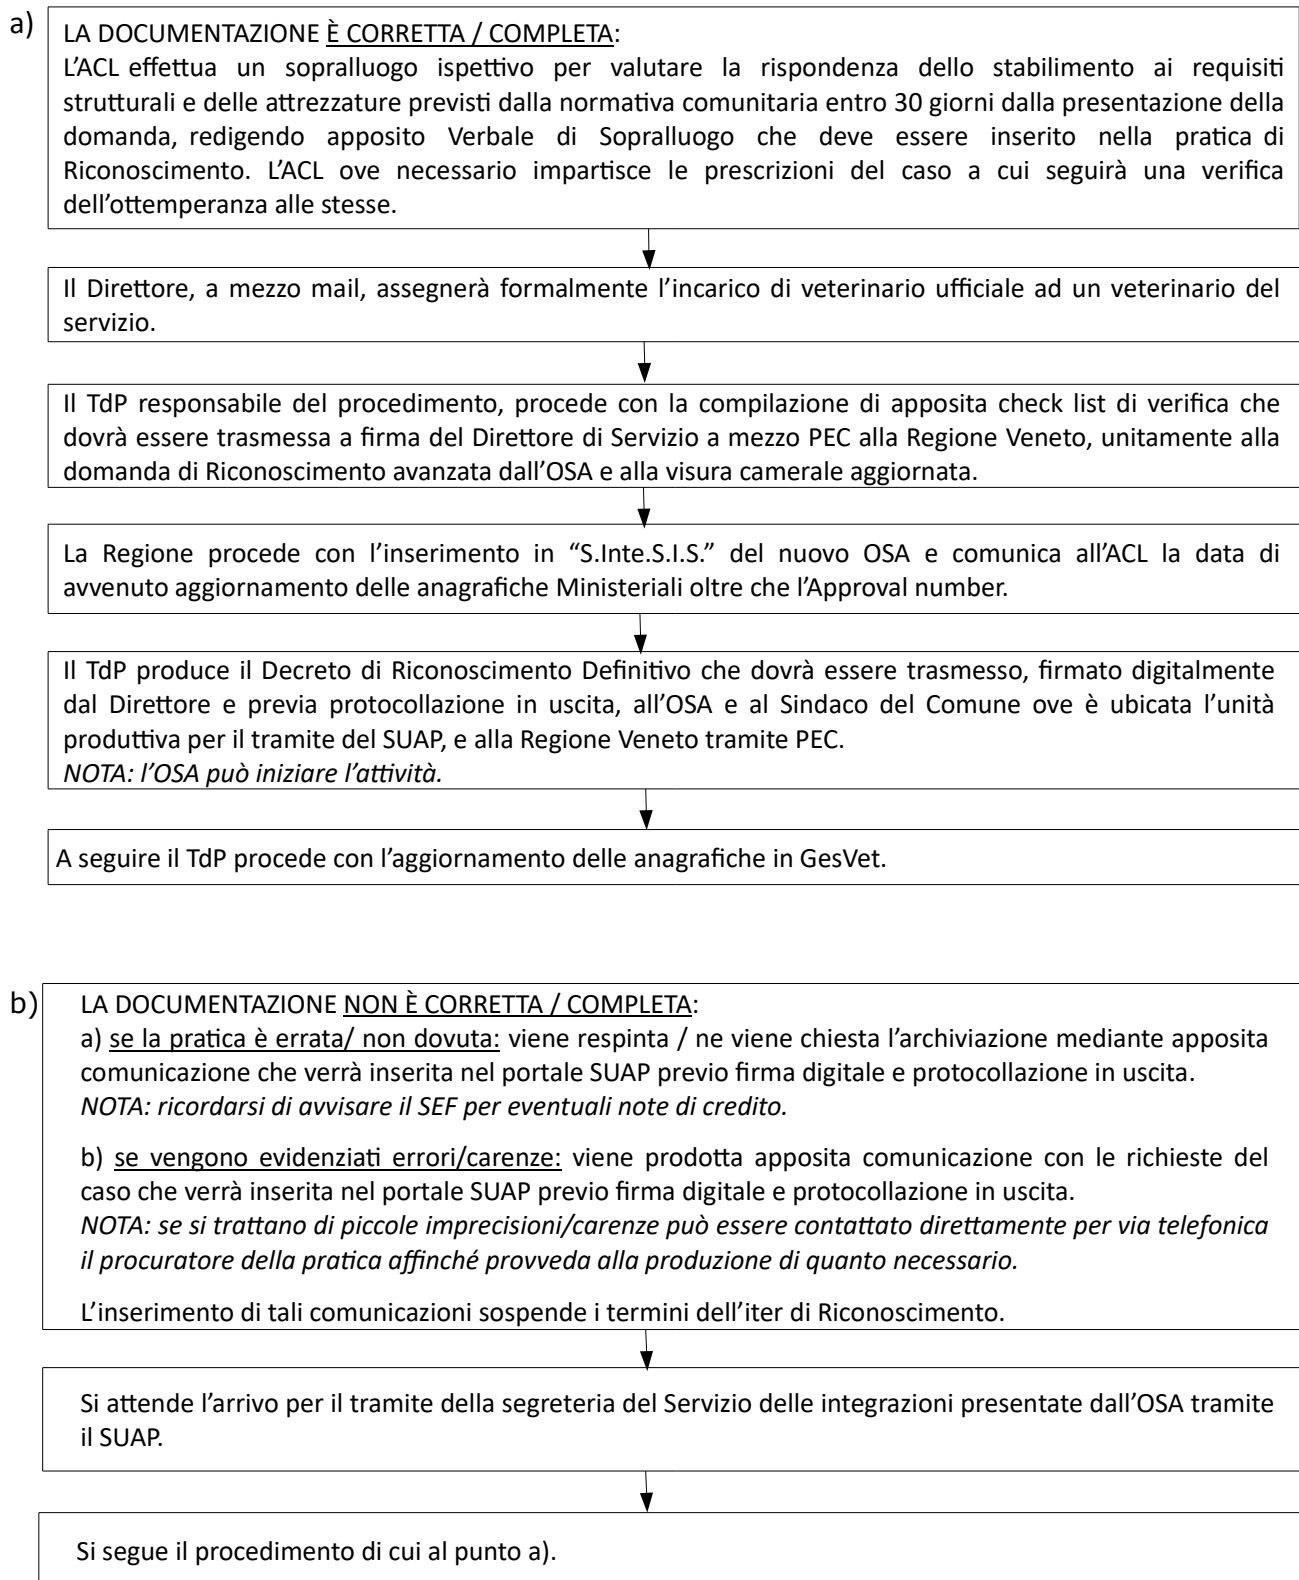 a)
LA DOCUMENTAZIONE È CORRETTA / COMPLETA:
L’ACL effettua un sopralluogo ispettivo per valutare la rispondenza dello stabilimento ai requisiti
strutturali e delle attrezzature previsti dalla normativa comunitaria entro 30 giorni dalla presentazione della
domanda, redigendo apposito Verbale di Sopralluogo che deve essere inserito nella pratica di
Riconoscimento. L’ACL ove necessario impartisce le prescrizioni del caso a cui seguirà una verifica
dell’ottemperanza alle stesse.
Il Direttore, a mezzo mail, assegnerà formalmente l’incarico di veterinario ufficiale ad un veterinario del
servizio.
Il TdP responsabile del procedimento, procede con la compilazione di apposita check list di verifica che
dovrà essere trasmessa a firma del Direttore di Servizio a mezzo PEC alla Regione Veneto, unitamente alla
domanda di Riconoscimento avanzata dall’OSA e alla visura camerale aggiornata.
La Regione procede con l’inserimento in “S.Inte.S.I.S.” del nuovo OSA e comunica all’ACL la data di
avvenuto aggiornamento delle anagrafiche Ministeriali oltre che l’Approval number.
Il TdP produce il Decreto di Riconoscimento Definitivo che dovrà essere trasmesso, firmato digitalmente
dal Direttore e previa protocollazione in uscita, all’OSA e al Sindaco del Comune ove è ubicata l’unità
produttiva per il tramite del SUAP, e alla Regione Veneto tramite PEC.
NOTA: l’OSA può iniziare l’attività.
A seguire il TdP procede con l’aggiornamento delle anagrafiche in GesVet.
b)
LA DOCUMENTAZIONE NON È CORRETTA / COMPLETA:
a) se la pratica è errata/ non dovuta: viene respinta / ne viene chiesta l’archiviazione mediante apposita
comunicazione che verrà inserita nel portale SUAP previo firma digitale e protocollazione in uscita.
NOTA: ricordarsi di avvisare il SEF per eventuali note di credito.
b) se vengono evidenziati errori/carenze: viene prodotta apposita comunicazione con le richieste del
caso che verrà inserita nel portale SUAP previo firma digitale e protocollazione in uscita.
NOTA: se si trattano di piccole imprecisioni/carenze può essere contattato direttamente per via telefonica
il procuratore della pratica affinché provveda alla produzione di quanto necessario.
L’inserimento di tali comunicazioni sospende i termini dell’iter di Riconoscimento.
Si attende l’arrivo per il tramite della segreteria del Servizio delle integrazioni presentate dall’OSA tramite
il SUAP.
Si segue il procedimento di cui al punto a).